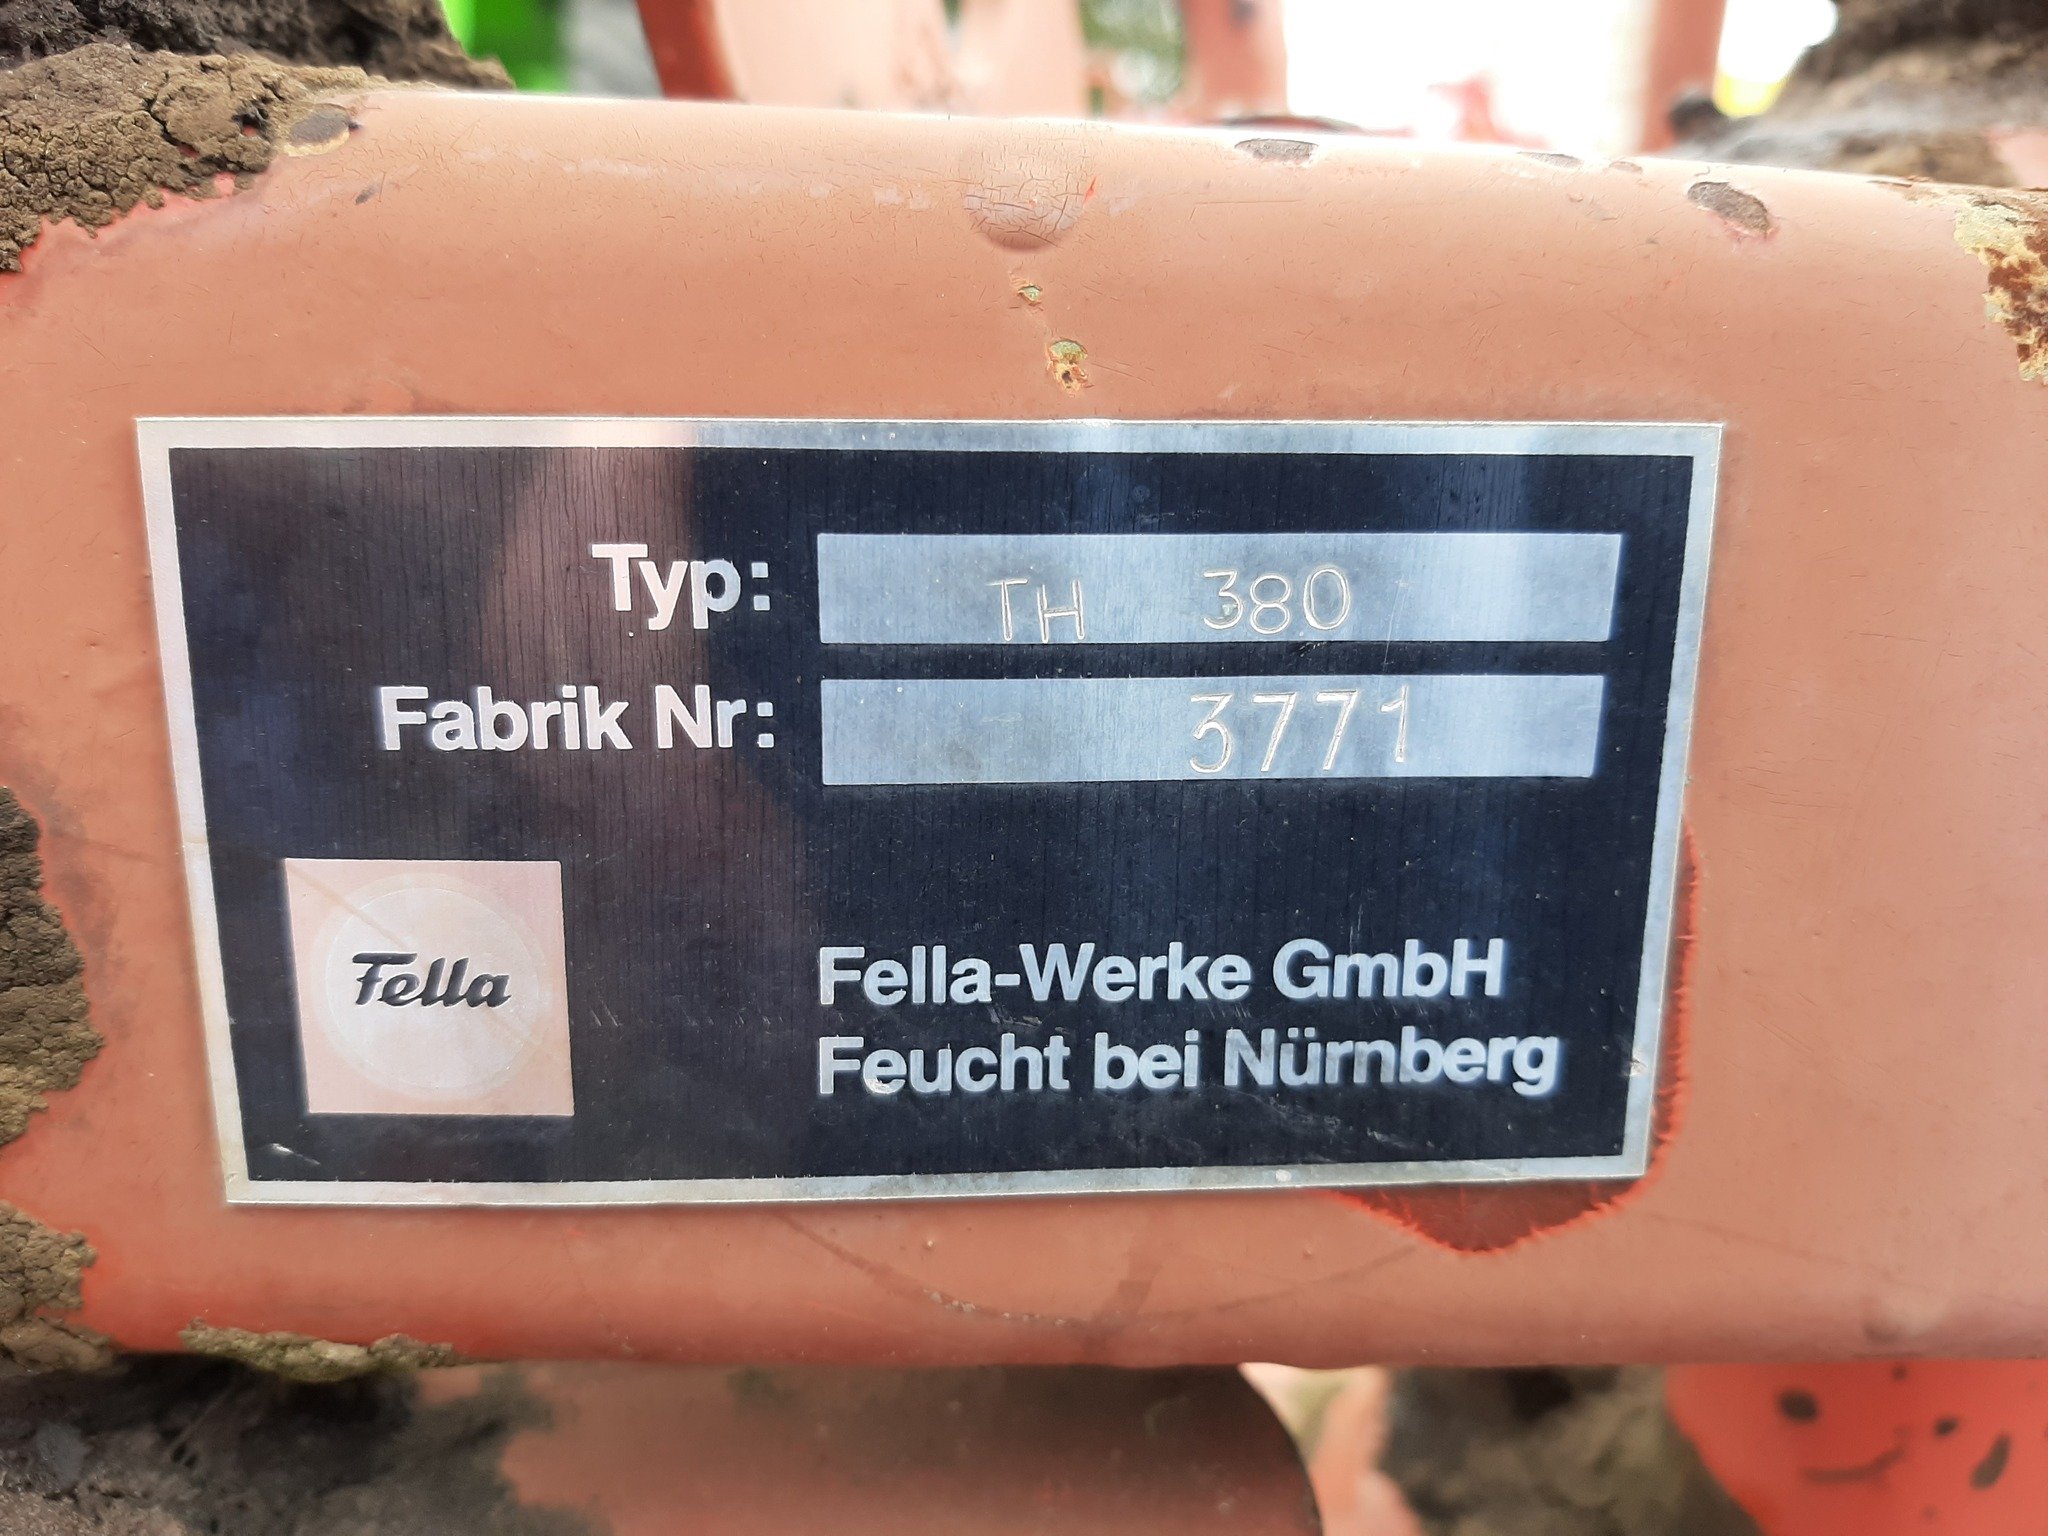 Typ: TH 380
Fabrik Nr: 3771
Fella
Fella-Werke GmbH
Feucht bei Nürnberg